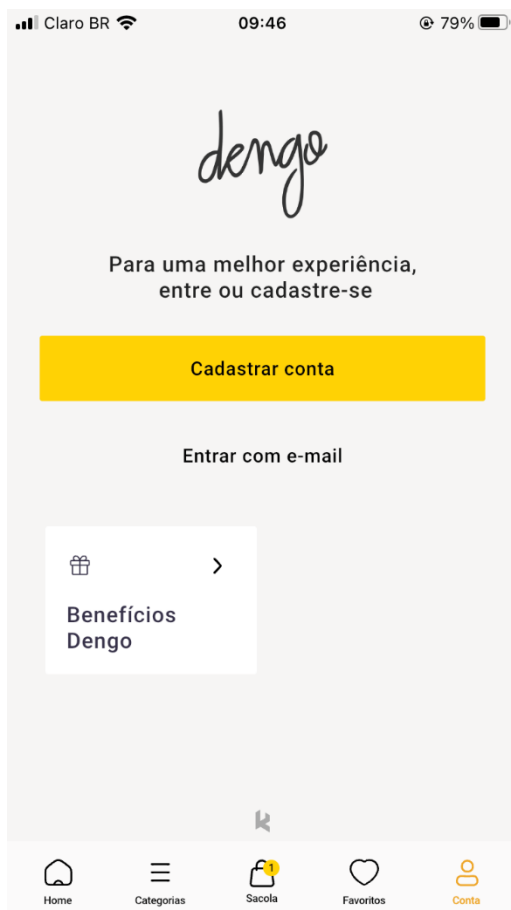 Claro BR
09:46
79%
dengo
Para uma melhor experiência,
entre ou cadastre-se
Cadastrar conta
Entrar com e-mail
Benefícios
Dengo
1
Home
Categorias
Sacola
Favoritos
Conta